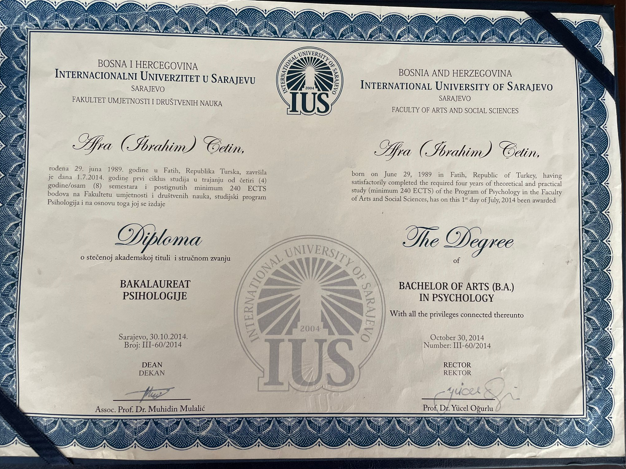 BOSNA I HERCEGOVINA
INTERNACIONALNI UNIVERZITET U SARAJEVU
SARAJEVO
FAKULTET UMJETNOSTI I DRUŠTVENIH NAUKA
INTERNATIONAL UNIVERSITY OF SARAJEVO
2004
IUS
BOSNIA AND HERZEGOVINA
INTERNATIONAL UNIVERSITY OF SARAJEVO
SARAJEVO
FACULTY OF ARTS AND SOCIAL SCIENCES
Afra (İbrahim) Cetin,
rođena 29. juna 1989. godine u Fatih, Republika Turska, završila
je dana 1.7.2014. godine prvi ciklus studija u trajanju od četiri (4)
godine/osam (8) semestara i postignutih minimum 240 ECTS
bodova na Fakultetu umjetnosti i društvenih nauka, studijski program
Psihologija i na osnovu toga joj se izdaje
Diploma
o stečenoj akademskoj tituli i stručnom zvanju
BAKALAUREAT
PSIHOLOGIJE
Sarajevo, 30.10.2014.
Broj: III-60/2014
DEAN
DEKAN
Assoc. Prof. Dr. Muhidin Mulalić
Afra (İbrahim) Cetin,
born on June 29, 1989 in Fatih, Republic of Turkey, having
satisfactorily completed the required four years of theoretical and practical
study (minimum 240 ECTS) of the Program of Psychology in the Faculty
of Arts and Social Sciences, has on this 1st day of July, 2014 been awarded
The Degree
of
BACHELOR OF ARTS (B.A.)
IN PSYCHOLOGY
With all the privileges connected thereunto
October 30, 2014
Number: III-60/2014
RECTOR
REKTOR
Prof. Dr. Yücel Oğurlu
INTERNATIONAL UNIVERSITY OF SARAJEVO
2004
IUS